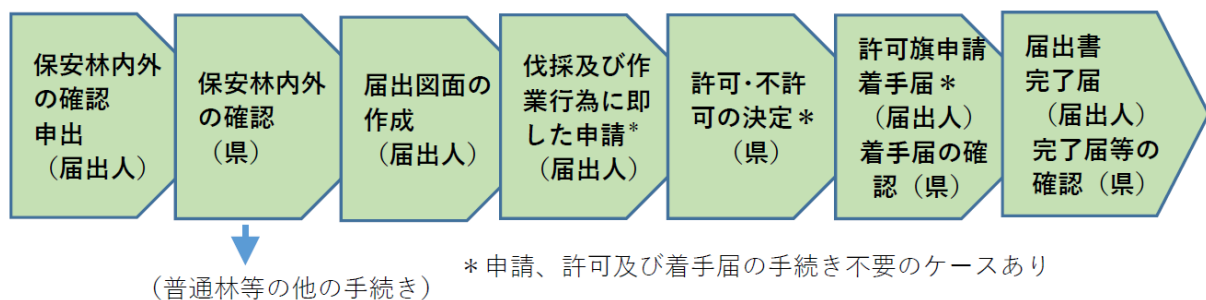 保安林内外
の確認
申出
（届出人）
保安林内外
の確認
（県）
届出図面の
作成
（届出人）
伐採及び作
業行為に即
した申請*
（届出人）
許可・不許
可の決定＊
（県）
許可旗申請
着手届＊
（届出人）
着手届の確
認（県）
届出書
完了届
（届出人）
完了届等の
確認（県）
（普通林等の他の手続き）
＊申請、許可及び着手届の手続き不要のケースあり